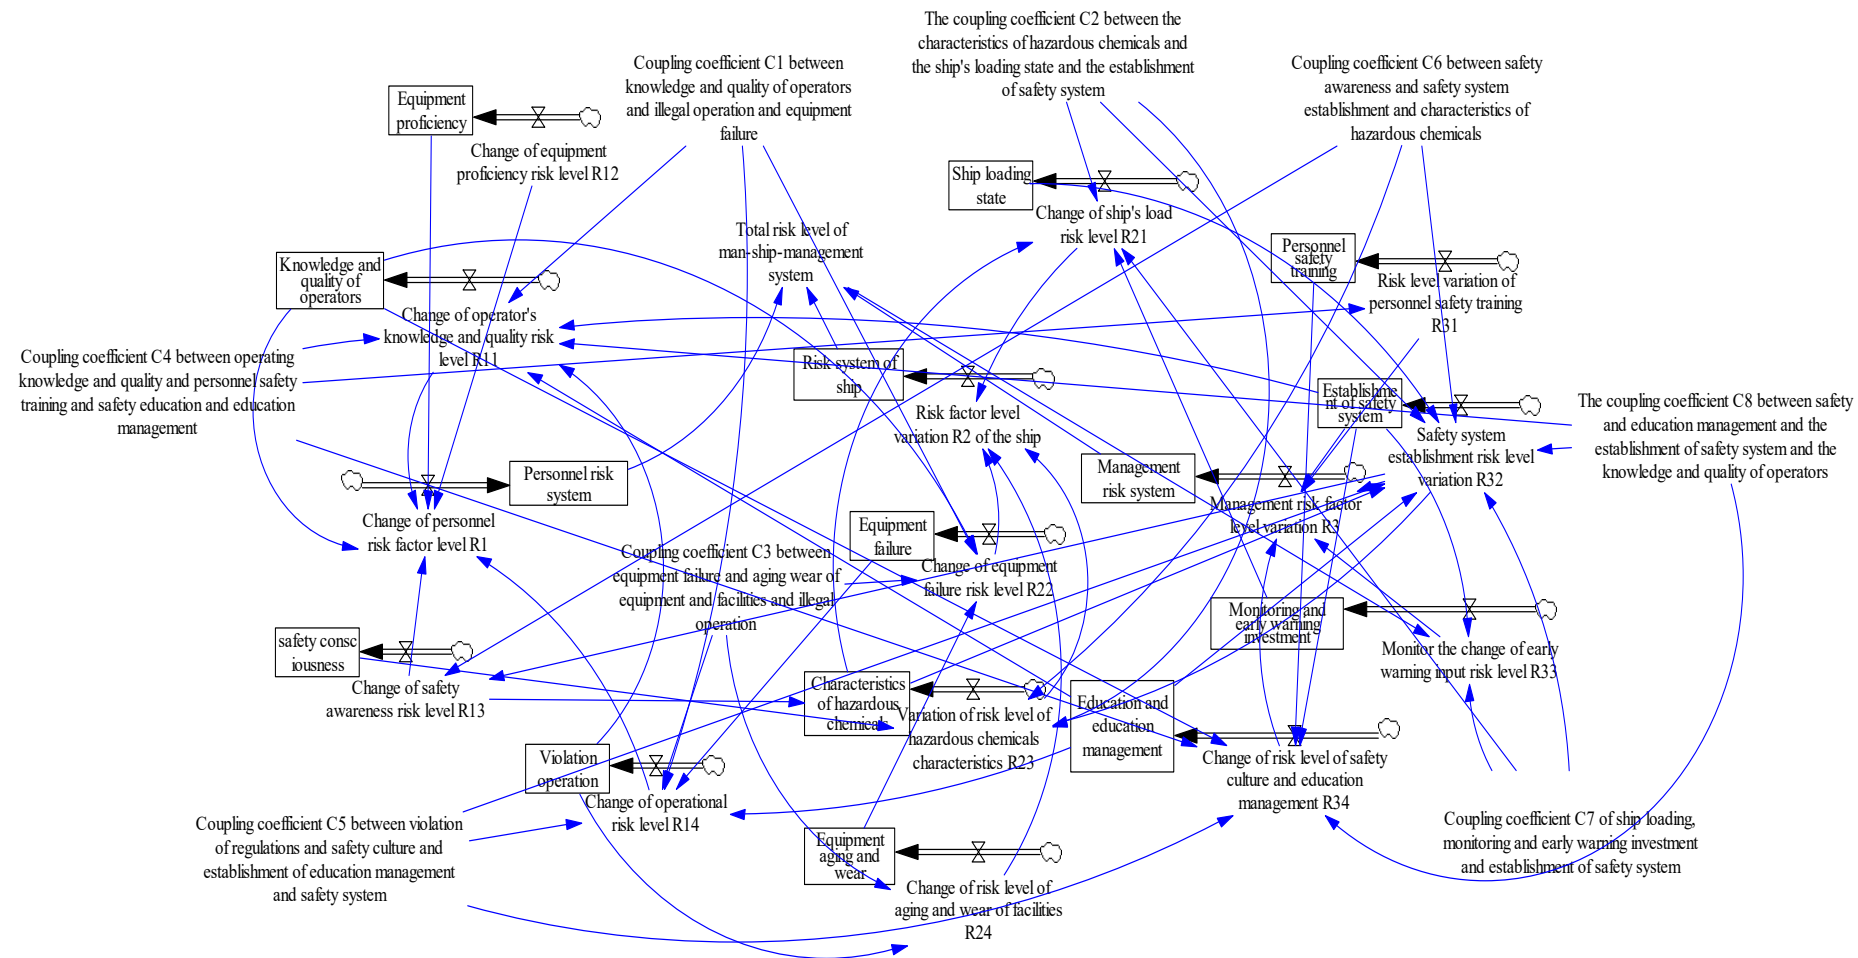 The coupling coefficient C2 between the
characteristics of hazardous chemicals and
the ship's loading state and the establishment
of safety system
Coupling coefficient C1 between
knowledge and quality of operators
and illegal operation and equipment
failure
Coupling coefficient C6 between safety
awareness and safety system
establishment and characteristics of
hazardous chemicals
Equipment
proficiency
Change of equipment
proficiency risk level R12
Ship loading
state
Change of ship's load
risk level R21
Total risk level of
man-ship-management
system
Personnel
safety
training
Risk level variation of
personnel safety training
R31
Knowledge and
quality of
operators
Change of operator's
knowledge and quality risk
level R11
Coupling coefficient C4 between operating
knowledge and quality and personnel safety
training and safety education and education
management
Risk system of
ship
Risk factor level
variation R2 of the ship
Establishme
nt of safety
system
Safety system
establishment risk level
variation R32
The coupling coefficient C8 between safety
and education management and the
establishment of safety system and the
knowledge and quality of operators
Personnel risk
system
Change of personnel
risk factor level R1
Management
risk system
Management risk factor
level variation R3
Equipment
failure
Change of equipment
failure risk level R22
Coupling coefficient C3 between
equipment failure and aging wear of
equipment and facilities and illegal
operation
Monitoring and
early warning
investment
Monitor the change of early
warning input risk level R33
safety consc
iousness
Change of safety
awareness risk level R13
Characteristics
of hazardous
chemicals
Variation of risk level of
hazardous chemicals
characteristics R23
Education and
education
management
Change of risk level of safety
culture and education
management R34
Violation
operation
Change of operational
risk level R14
Coupling coefficient C5 between violation
of regulations and safety culture and
establishment of education management
and safety system
Equipment
aging and
wear
Change of risk level of
aging and wear of facilities
R24
Coupling coefficient C7 of ship loading,
monitoring and early warning investment
and establishment of safety system